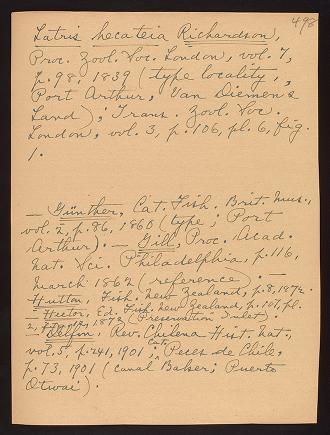 498
Latris hecateia Richardson,
Proc. Zool. Soc. London, vol. 7,
p. 98, 1839 (type locality,
Port Arthur, Van Diemen's
Land), Trans. Zool. Soc.
London, vol. 3, p. 106, pl. 6, fig.
1.
— Günther, Cat. Fish. Brit. Mus.,
vol. 2, p. 86, 1860 (type; Port
Arthur). — Gill, Proc. Acad.
Nat. Sci. Philadelphia, p. 116,
March 1862 (reference). —
— Hutton, Fish. New Zealand, p. 8, 1872.
— Hector, Ed. Fish. New Zealand, p. 107, pl.
2, 1872 (Preservation Inlet).
— Delfin, Rev. Chilena Hist. Nat.,
vol. 5, p. 241, 1901; Cat. Peces de Chile,
p. 73, 1901 (Canal Baker; Puerto
Otwai).